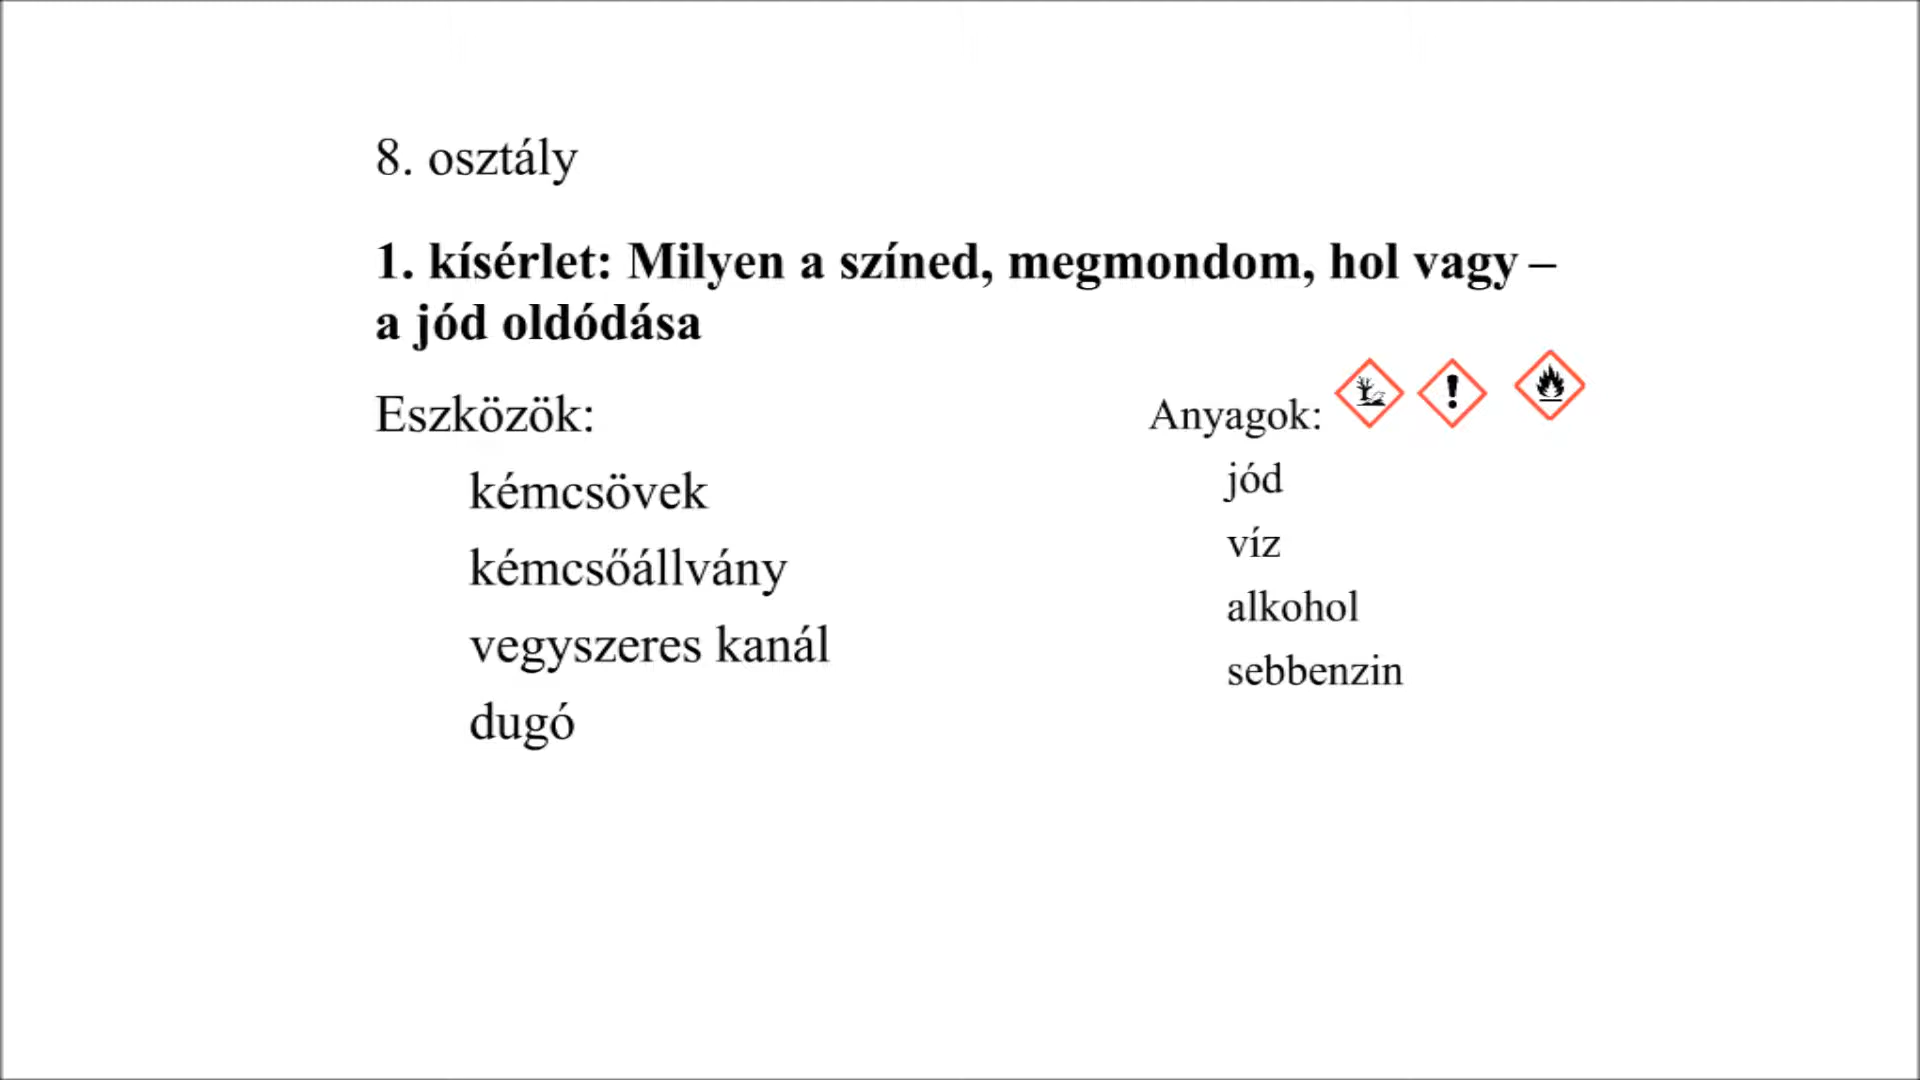 8. osztály
1. kísérlet: Milyen a színed, megmondom, hol vagy –
a jód oldódása
Eszközök:
kémcsövek
kémcsőállvány
vegyszeres kanál
dugó
Anyagok:
jód
víz
alkohol
sebbenzin